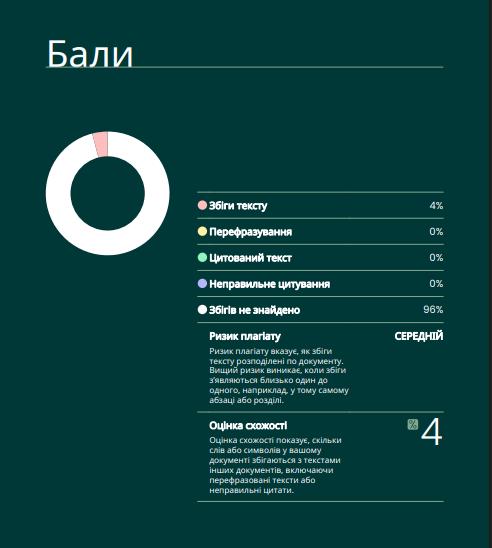 Бали
Збіги тексту 4%
Перефразування 0%
Цитований текст 0%
Неправильне цитування 0%
Збігів не знайдено 96%
Ризик плагіату СЕРЕДНІЙ
Ризик плагіату вказує, як збіги
тексту розподілені по документу.
Вищий ризик виникає, коли збіги
з'являються близько один до
одного, наприклад, у тому самому
абзаці або розділі.
Оцінка схожості % 4
Оцінка схожості показує, скільки
слів або символів у вашому
документі збігаються з текстами
інших документів, включаючи
перефразовані тексти або
неправильні цитати.